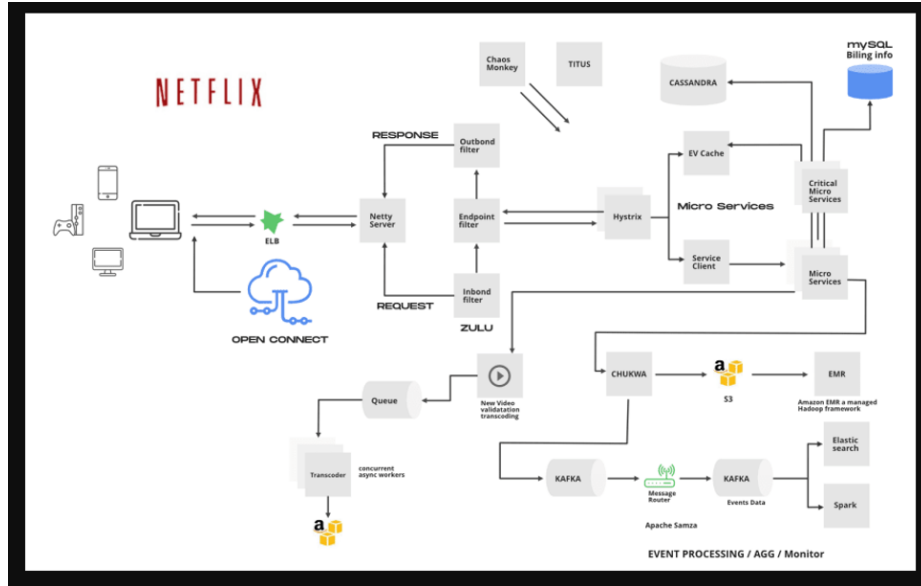 NETFLIX
Chaos
Monkey
TITUS
CASSANDRA
mySQL
Biling info
RESPONSE
Outbond
filter
EV Cache
Critical
Micro
Services
Netty
Server
Endpoint
filter
Hystrix
Micro Services
ELB
Service
Client
Micro
Services
Inbond
filter
REQUEST
ZULU
OPEN CONNECT
CHUKWA
a
S3
EMR
Amazon EMR a managed
Hadoop framework
New Video
validatation
transcoding
Queue
Transcoder
concurrent
async workers
a
KAFKA
Message
Router
KAFKA
Events Data
Elastic
search
Spark
Apache Samza
EVENT PROCESSING / AGG / Monitor